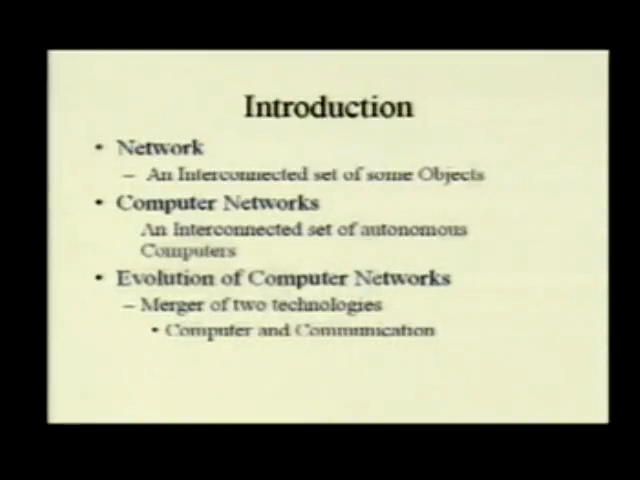 Introduction
• Network
– An Interconnected set of some Objects
• Computer Networks
An Interconnected set of autonomous
Computers
• Evolution of Computer Networks
– Merger of two technologies
• Computer and Communication